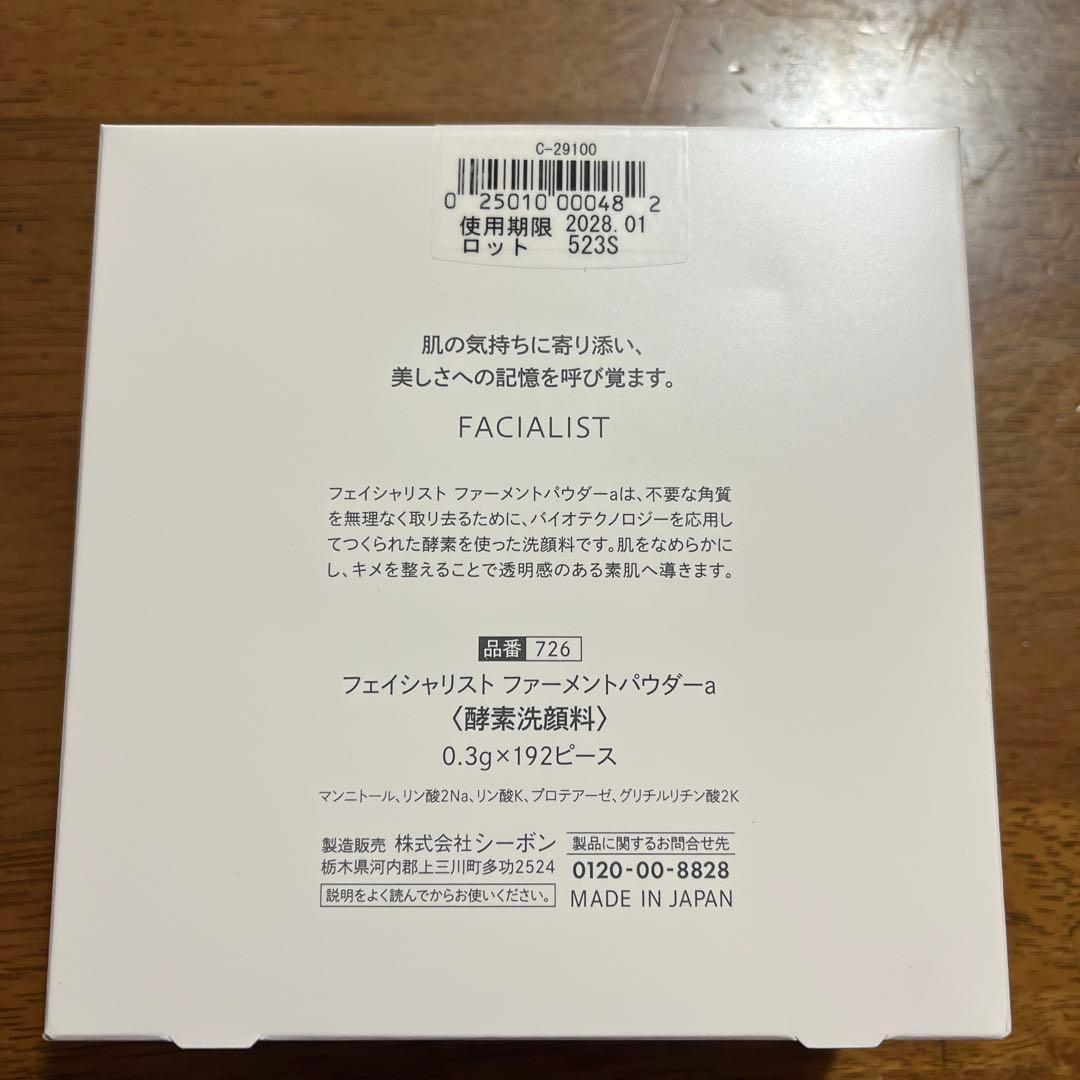 C-29100
0 25010 00048 2
使用期限 2028.01
ロット 523S
肌の気持ちに寄り添い、
美しさへの記憶を呼び覚ます。
FACIALIST
フェイシャリスト ファーメントパウダーaは、不要な角質
を無理なく取り去るために、バイオテクノロジーを応用し
てつくられた酵素を使った洗顔料です。肌をなめらかに
し、キメを整えることで透明感のある素肌へ導きます。
品番 726
フェイシャリスト ファーメントパウダーa
〈酵素洗顔料〉
0.3g×192ピース
マンニトール、リン酸2Na、リン酸K、プロテアーゼ、グリチルリチン酸2K
製造販売 株式会社シーボン
栃木県河内郡上三川町多功2524
説明をよく読んでからお使いください。
製品に関するお問合せ先
0120-00-8828
MADE IN JAPAN